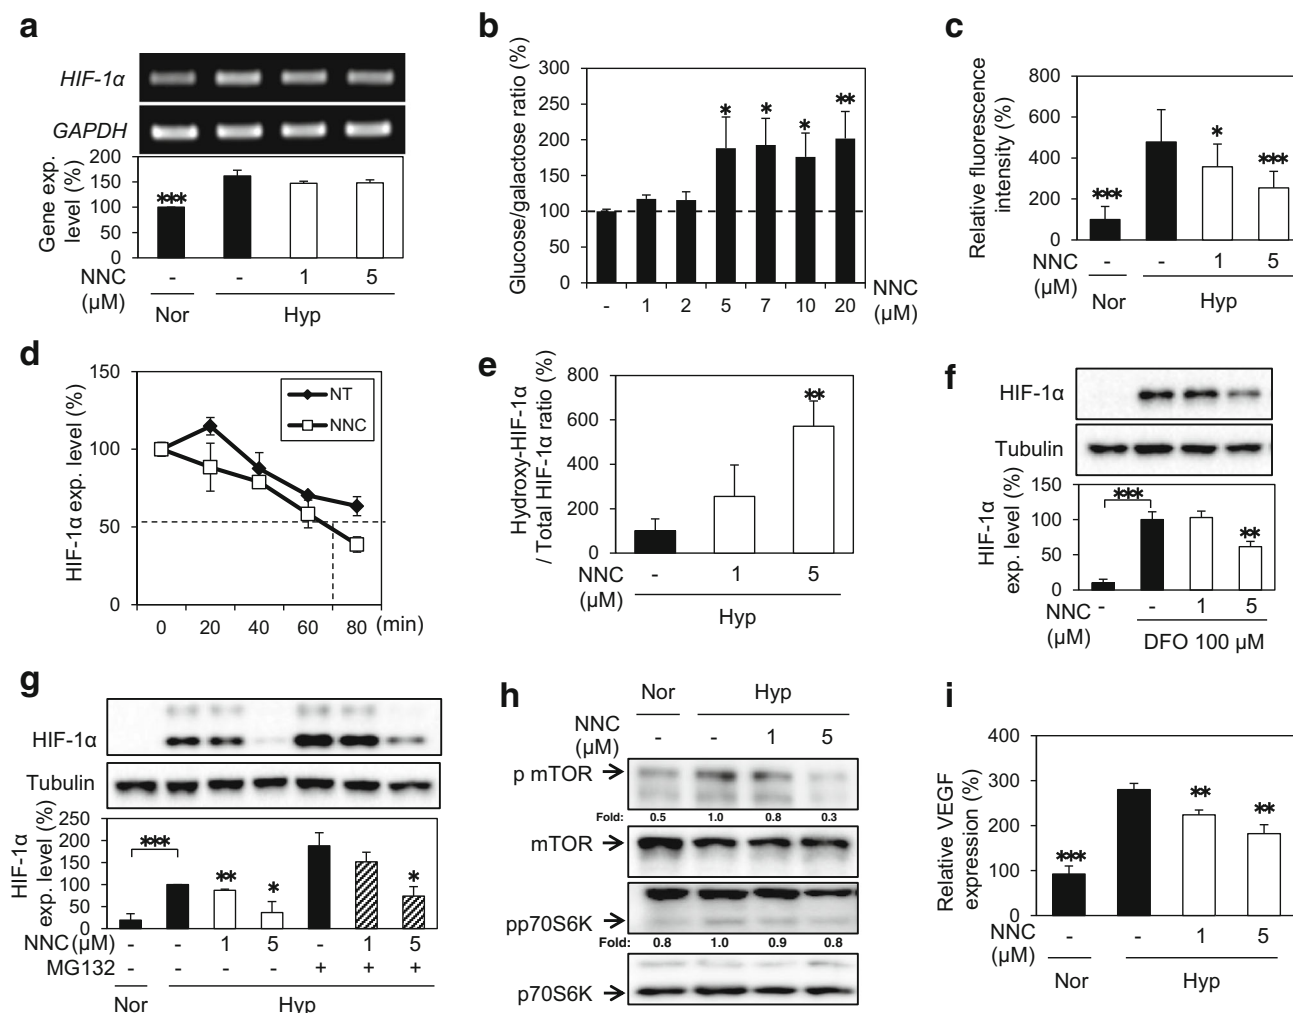 a
HIF-1α
GAPDH
Gene exp. level (%)
200
150
100
50
0
***
NNC (μM)
- - 1 5
Nor Hyp
b
Glucose/galactose ratio (%)
300
250
200
150
100
50
0
* * * **
- 1 2 5 7 10 20
NNC (μM)
c
Relative fluorescence intensity (%)
800
600
400
200
0
*** * ***
NNC (μM)
- - 1 5
Nor Hyp
d
HIF-1α exp. level (%)
150
100
50
0
NT
NNC
0 20 40 60 80 (min)
e
Hydroxy-HIF-1α / Total HIF-1α ratio (%)
800
600
400
200
0
**
NNC (μM)
- 1 5
Hyp
f
HIF-1α
Tubulin
HIF-1α exp. level (%)
150
100
50
0
*** **
NNC (μM)
- - 1 5
DFO 100 μM
g
HIF-1α
Tubulin
HIF-1α exp. level (%)
250
200
150
100
50
0
*** ** * *
NNC (μM) - - 1 5 - 1 5
MG132 - - - - + + +
Nor Hyp
h
Nor Hyp
NNC (μM)
- - 1 5
p mTOR
Fold: 0.5 1.0 0.8 0.3
mTOR
pp70S6K
Fold: 0.8 1.0 0.9 0.8
p70S6K
i
Relative VEGF expression (%)
400
300
200
100
0
*** ** **
NNC (μM)
- - 1 5
Nor Hyp